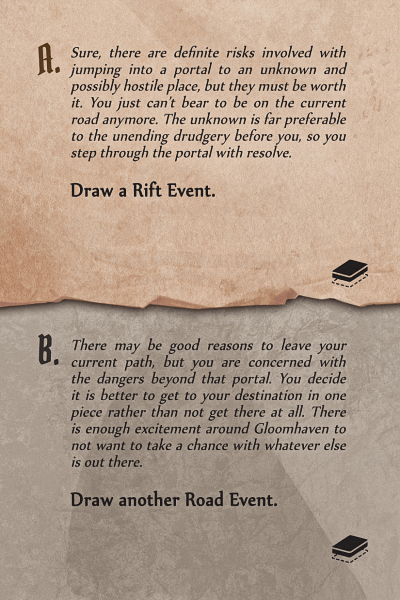 A.
Sure, there are definite risks involved with
jumping into a portal to an unknown and
possibly hostile place, but they must be worth
it. You just can't bear to be on the current
road anymore. The unknown is far preferable
to the unending drudgery before you, so you
step through the portal with resolve.
Draw a Rift Event.
B.
There may be good reasons to leave your
current path, but you are concerned with
the dangers beyond that portal. You decide
it is better to get to your destination in one
piece rather than not get there at all. There
is enough excitement around Gloomhaven to
not want to take a chance with whatever else
is out there.
Draw another Road Event.